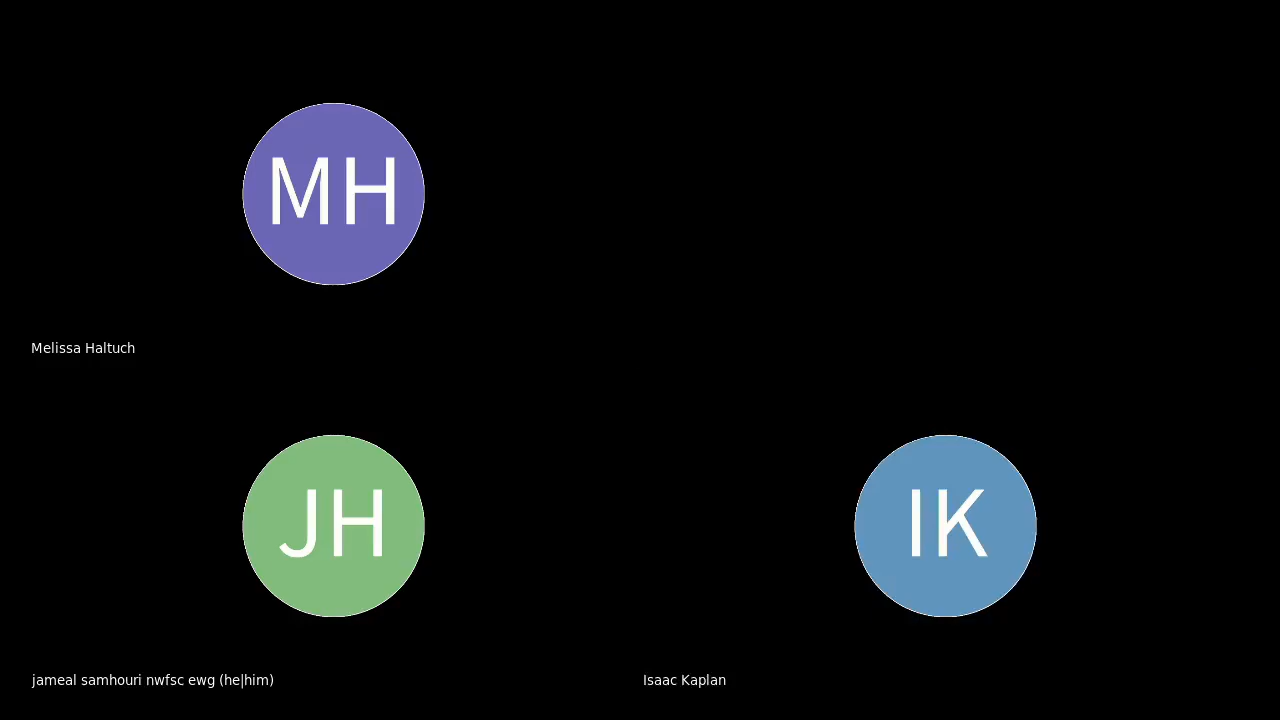 MH
Melissa Haltuch
JH
IK
jameal samhouri nwfsc ewg (he|him)
Isaac Kaplan